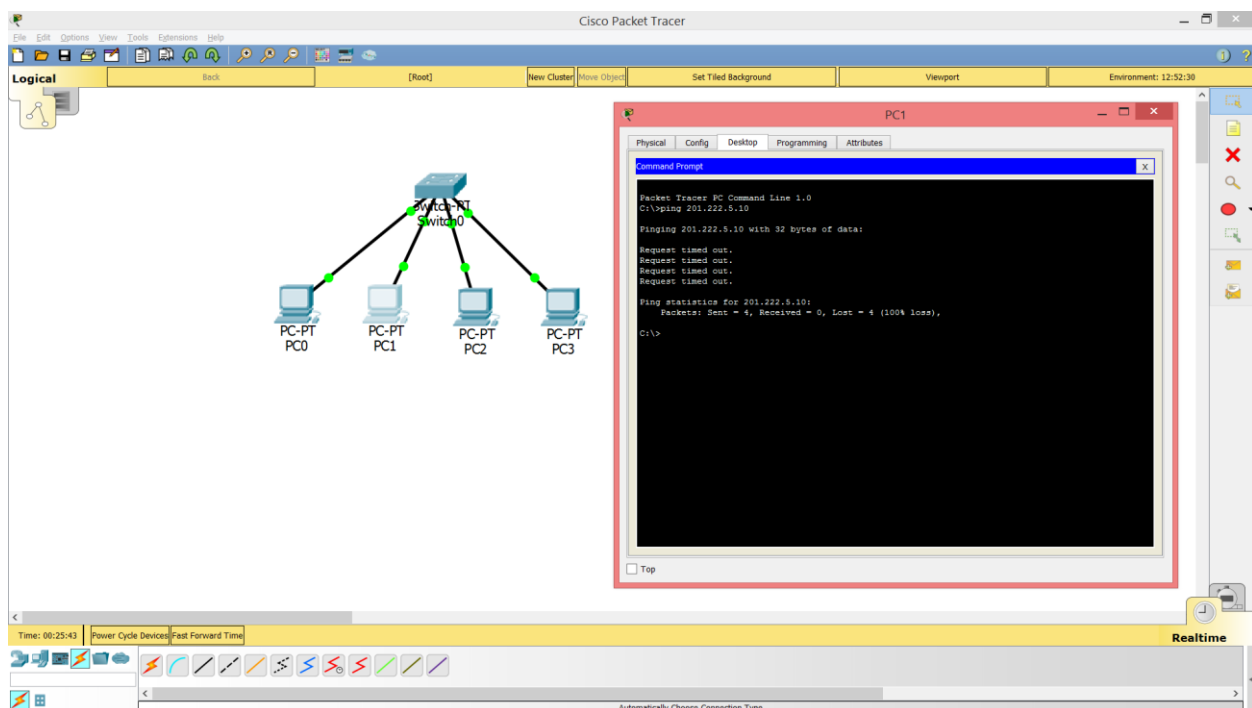 Cisco Packet Tracer
File Edit Options View Tools Extensions Help
Logical
Back
[Root]
New Cluster
Move Object
Set Tiled Background
Viewport
Environment: 12:52:30
Switch-PT
Switch0
PC-PT
PC0
PC-PT
PC1
PC-PT
PC2
PC-PT
PC3
PC1
Physical Config Desktop Programming Attributes
Command Prompt
X
Packet Tracer PC Command Line 1.0
C:\>ping 201.222.5.10
Pinging 201.222.5.10 with 32 bytes of data:
Request timed out.
Request timed out.
Request timed out.
Request timed out.
Ping statistics for 201.222.5.10:
Packets: Sent = 4, Received = 0, Lost = 4 (100% loss),
C:\>
Top
Time: 00:25:43
Power Cycle Devices
Fast Forward Time
Realtime
Automatically Choose Connection Type